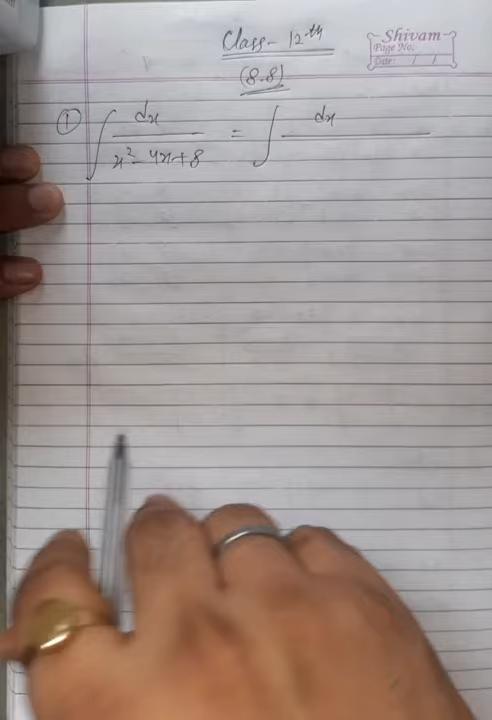 Class - 12th
Shivam
Page No:
Date: / /
(8.8)
① ∫ dx / (x² - 4x + 8) = ∫ dx /